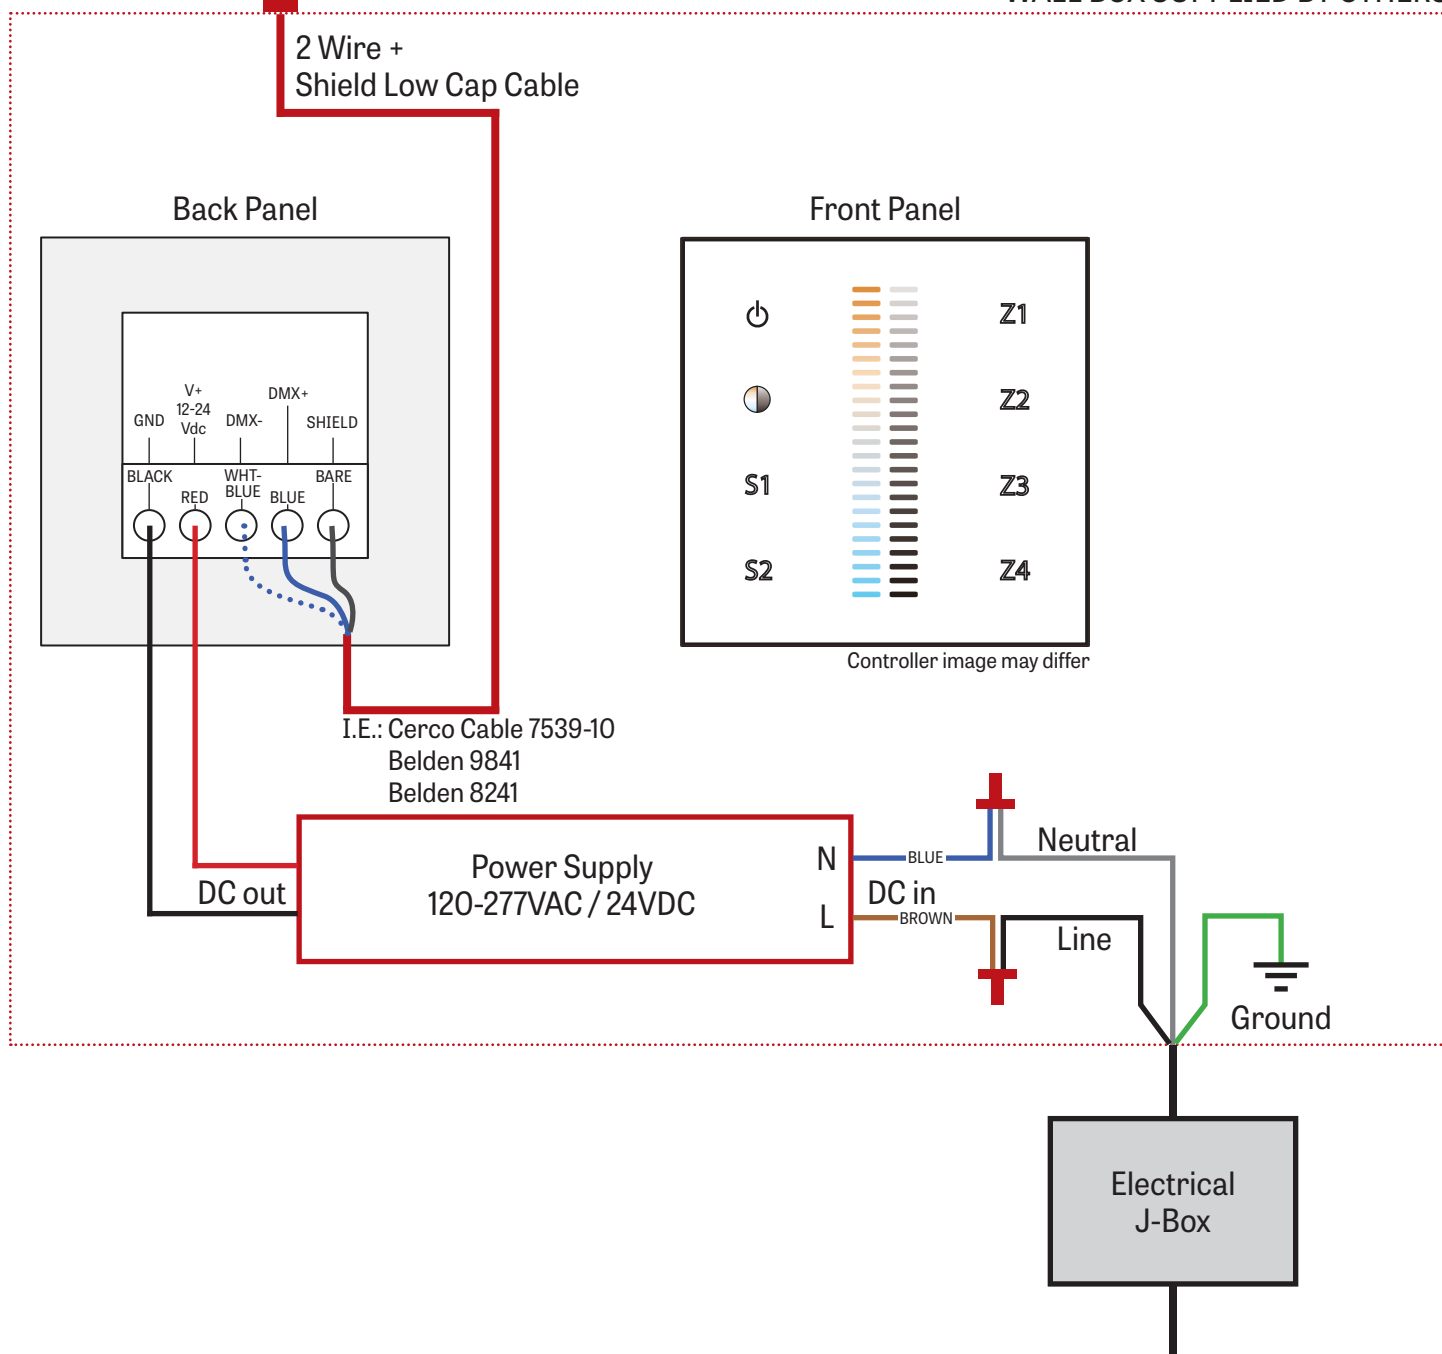 2 Wire +
Shield Low Cap Cable
Back Panel
Front Panel
GND
V+
12-24
Vdc
DMX-
DMX+
SHIELD
BLACK
RED
WHT-
BLUE
BLUE
BARE
S1
S2
Z1
Z2
Z3
Z4
Controller image may differ
I.E.: Cerco Cable 7539-10
Belden 9841
Belden 8241
DC out
Power Supply
120-277VAC / 24VDC
N
L
DC in
BLUE
BROWN
Neutral
Line
Ground
Electrical
J-Box